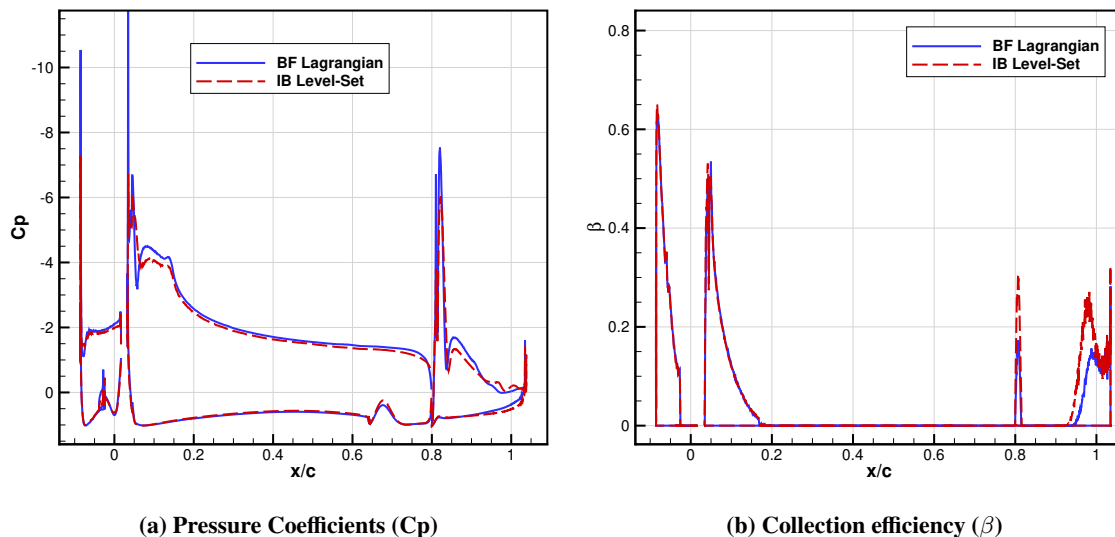 BF Lagrangian
IB Level-Set
-10
-8
-6
-4
-2
0
Cp
0
0.2
0.4
0.6
0.8
1
x/c
(a) Pressure Coefficients (Cp)
BF Lagrangian
IB Level-Set
0.8
0.6
0.4
0.2
0
β
0
0.2
0.4
0.6
0.8
1
x/c
(b) Collection efficiency (β)